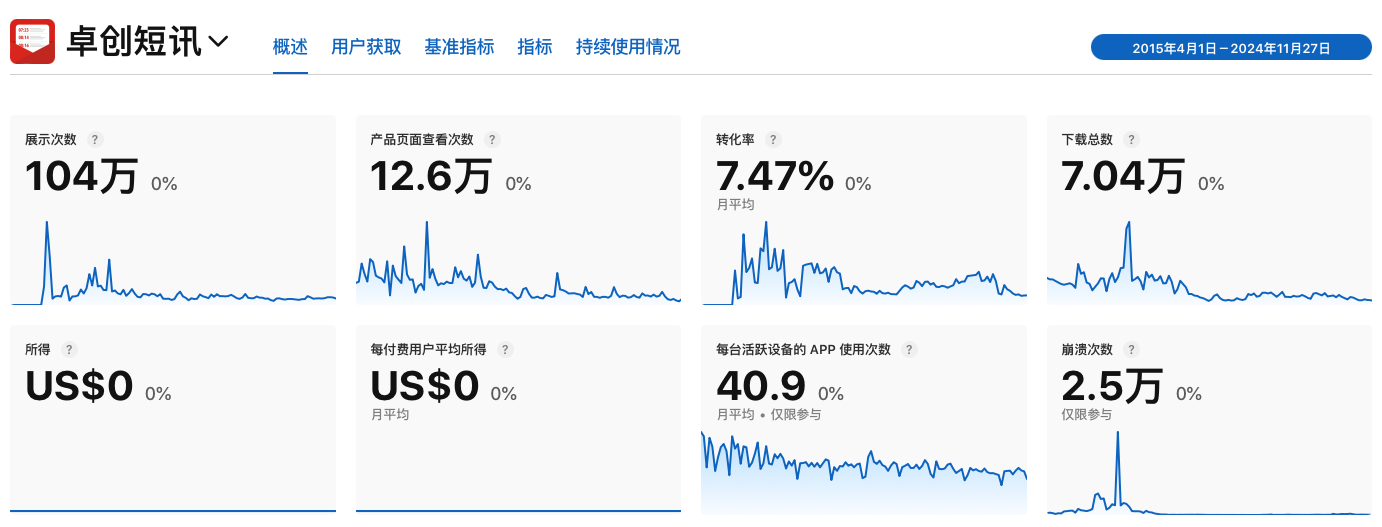 卓创短讯
概述 用户获取 基准指标 指标 持续使用情况
2015年4月1日 – 2024年11月27日
展示次数 ?
104万 0%
产品页面查看次数 ?
12.6万 0%
转化率 ?
7.47% 0%
月平均
下载总数 ?
7.04万 0%
所得 ?
US$0 0%
每付费用户平均所得 ?
US$0 0%
月平均
每台活跃设备的 APP 使用次数 ?
40.9 0%
月平均 • 仅限参与
崩溃次数 ?
2.5万 0%
仅限参与